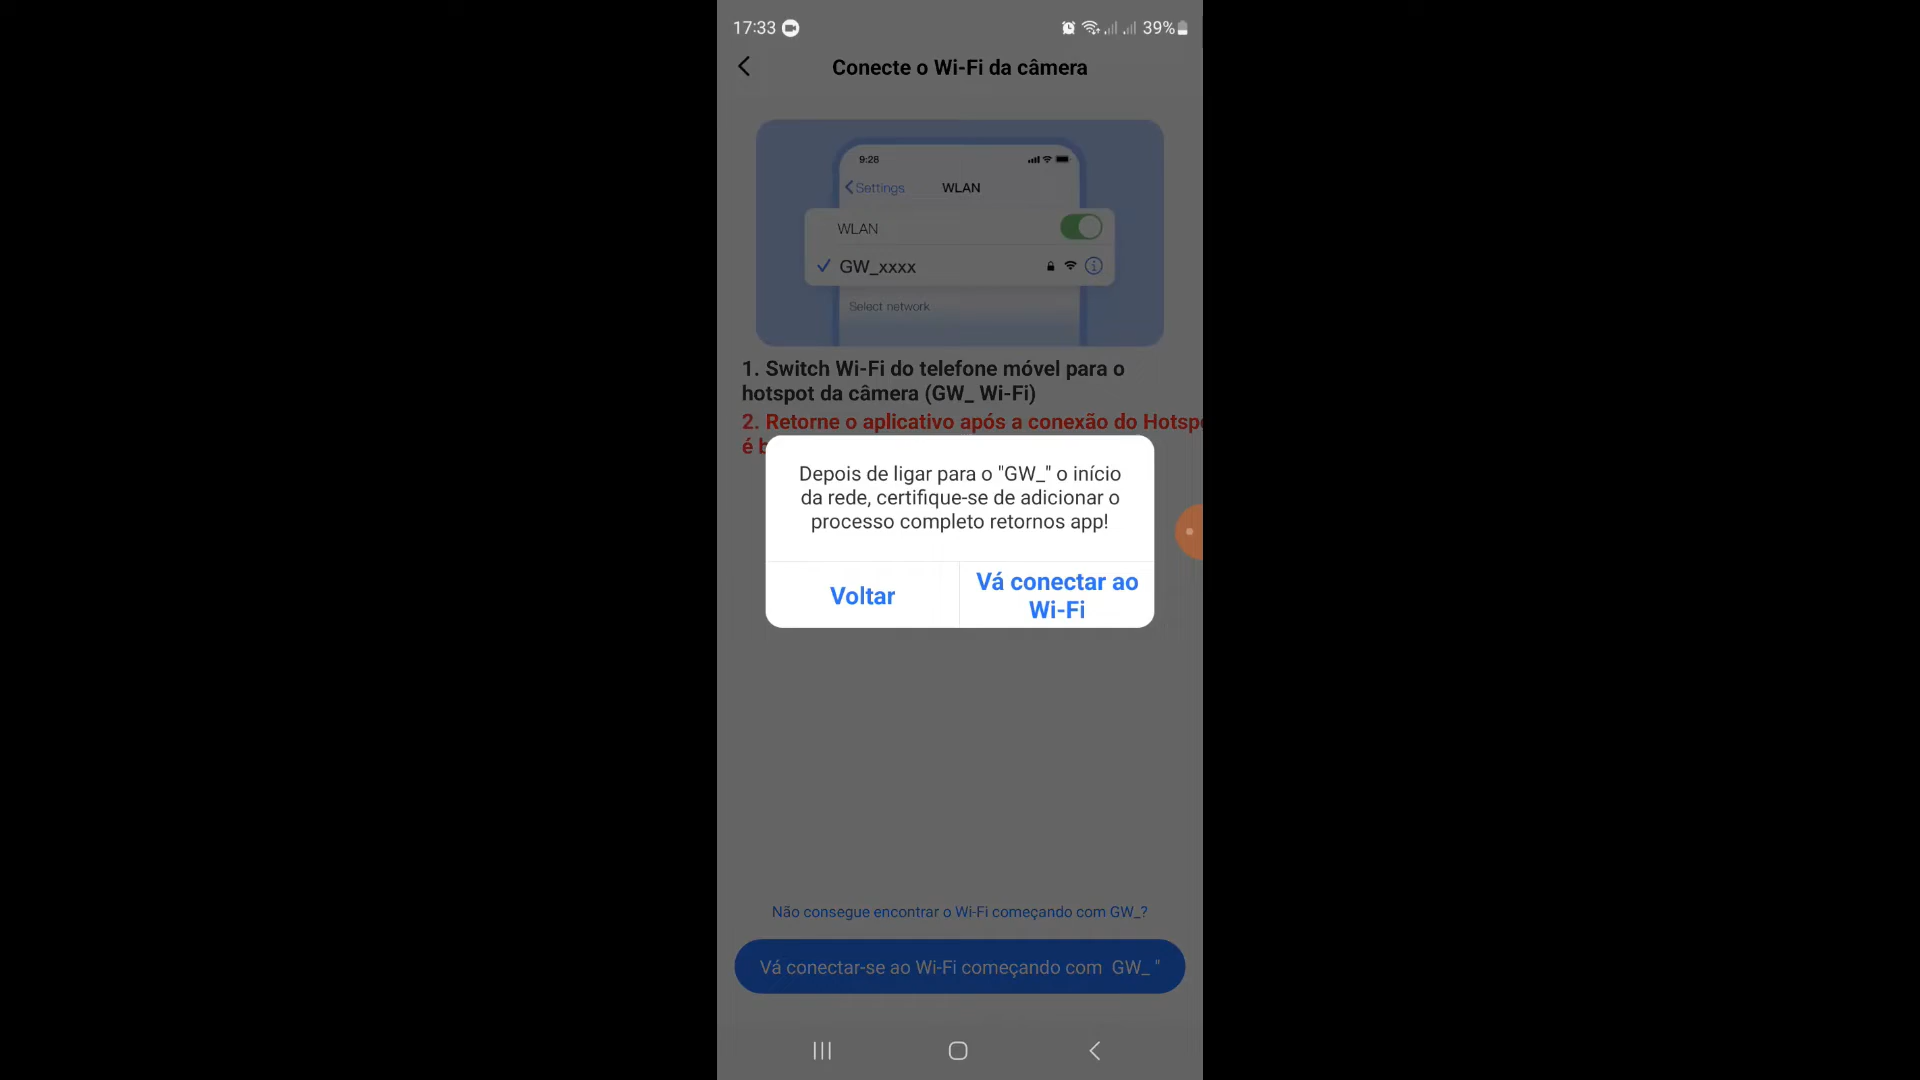 17:33
39%
Conecte o Wi-Fi da câmera
9:28
Settings
WLAN
WLAN
GW_xxxx
Select network
1. Switch Wi-Fi do telefone móvel para o
hotspot da câmera (GW_ Wi-Fi)
2. Retorne o aplicativo após a conexão do
é
Depois de ligar para o "GW_" o início
da rede, certifique-se de adicionar o
processo completo retornos app!
Voltar
Vá conectar ao
Wi-Fi
Não consegue encontrar o Wi-Fi começando com GW_?
Vá conectar-se ao Wi-Fi começando com  GW_ "